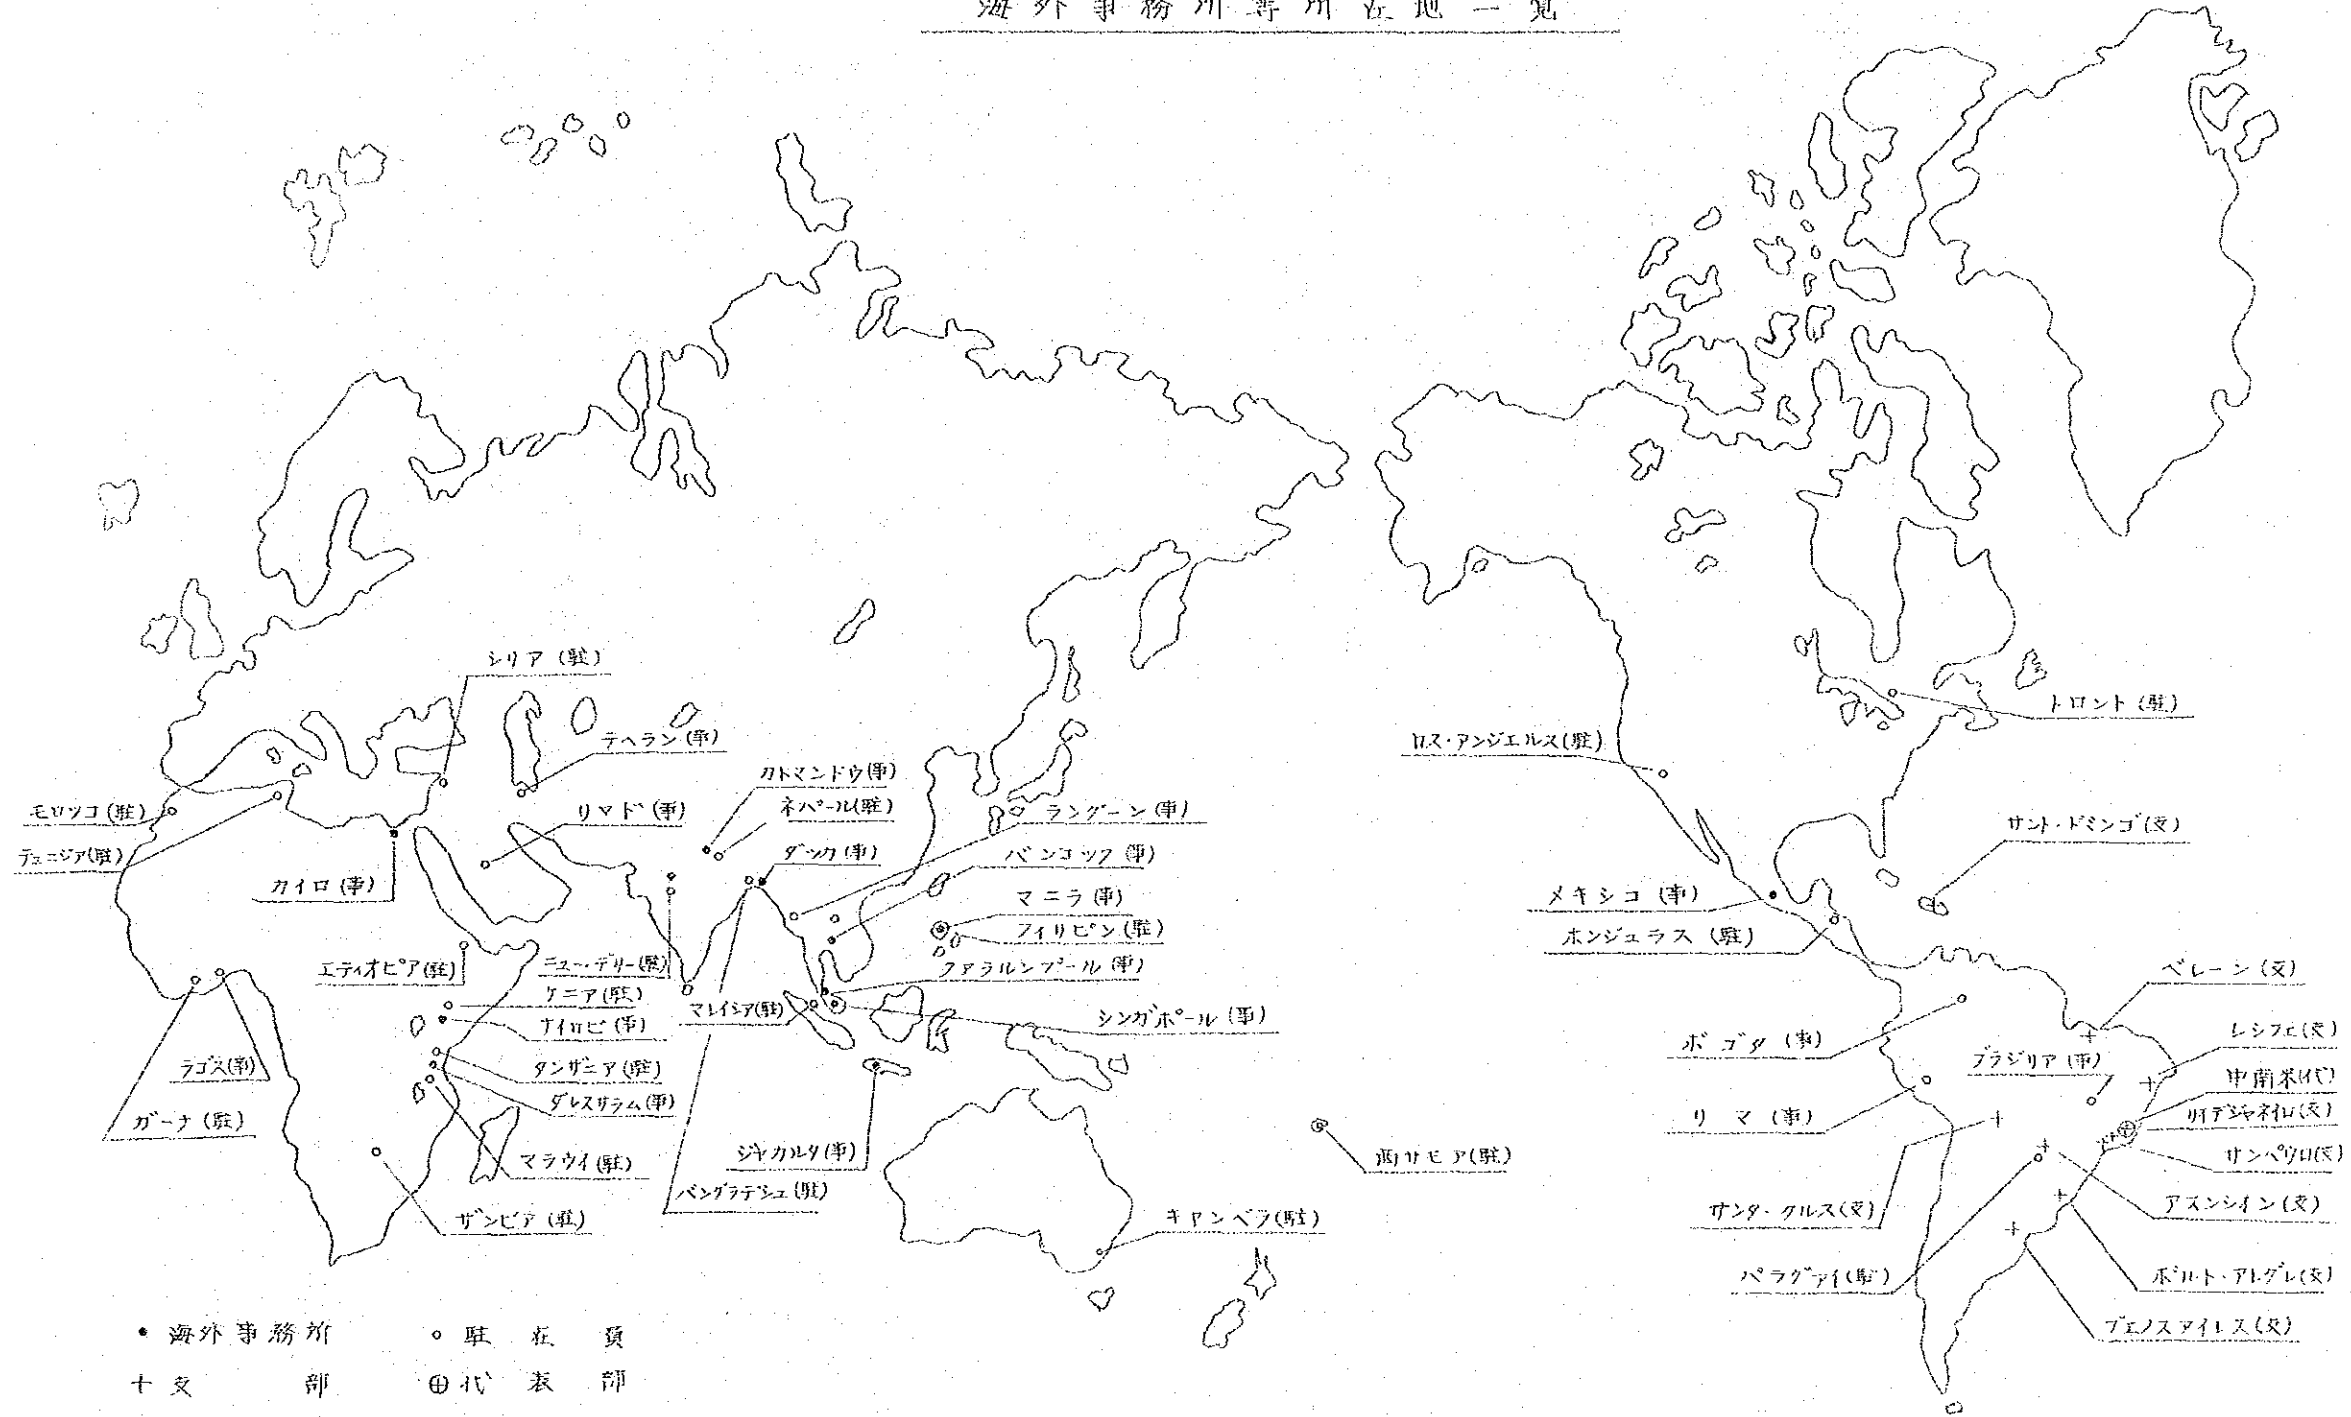 海外事務所等所在地一覧
シリア (駐)
テヘラン (事)
カトマンドウ (事)
ネパール (駐)
リマド (事)
モロッコ (駐)
テュニジア (駐)
カイロ (事)
ダッカ (事)
ラングーン (事)
バンコック (事)
マニラ (事)
フィリピン (駐)
クァラルンプール (事)
シンガポール (事)
エティオピア (駐)
ニュー・デリー (駐)
ケニア (駐)
ナイロビ (事)
マレイシア (駐)
ラゴス (事)
ガーナ (駐)
タンザニア (駐)
ダレスサラム (事)
マラウイ (駐)
ザンビア (駐)
ジャカルタ (事)
バングラデシュ (駐)
キャンベラ (駐)
西サモア (駐)
トロント (駐)
ロス・アンジエルス (駐)
サント・ドミンゴ (支)
メキシコ (事)
ホンジュラス (駐)
ベレーン (支)
ボゴタ (事)
レシフェ (支)
ブラジリア (事)
中南米 (代)
リオデジャネイロ (支)
リマ (事)
サンパウロ (支)
サンタ・クルス (支)
アスンシオン (支)
パラグァイ (駐)
ポルト・アレグレ (支)
ブエノスアイレス (支)
• 海外事務所
○ 駐在員
+ 支部
⊕ 代表部